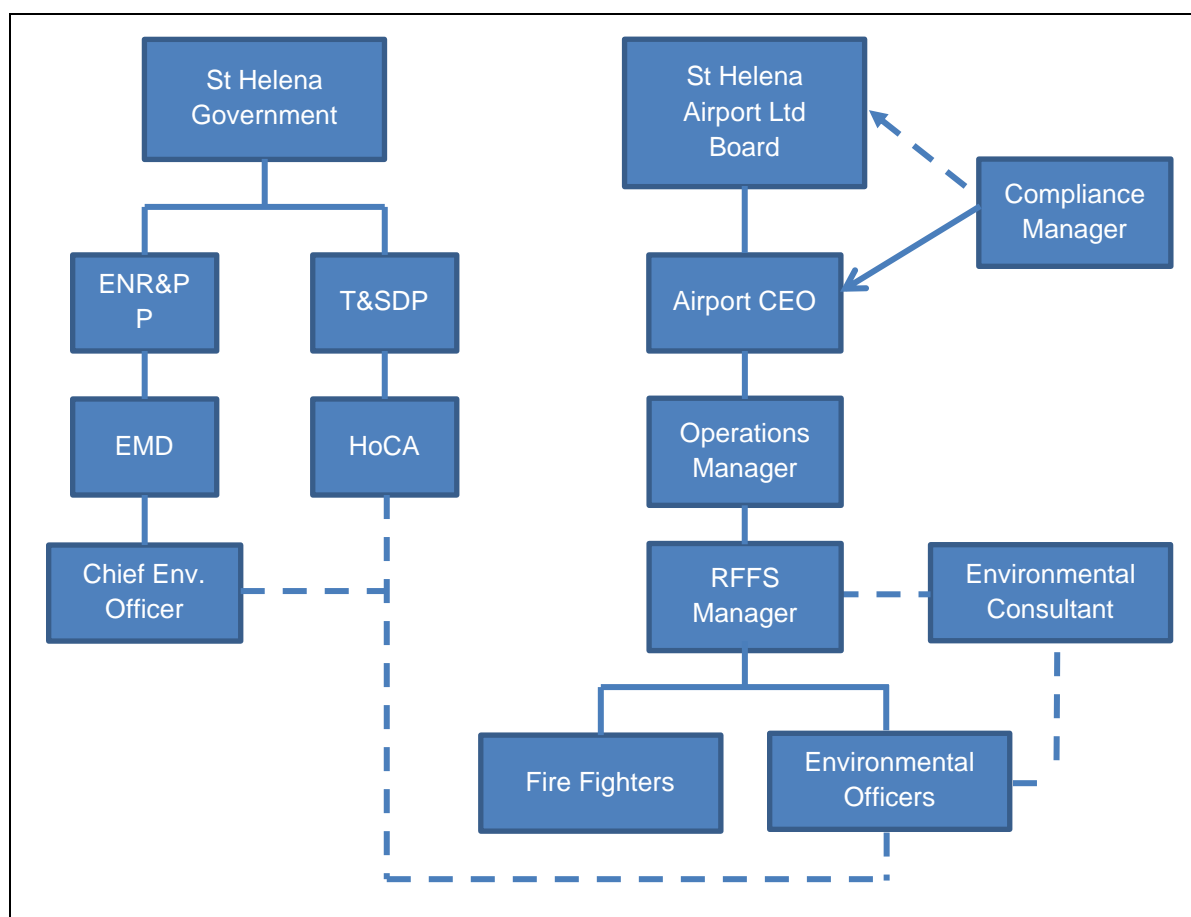 St Helena
Government
St Helena
Airport Ltd
Board
Compliance
Manager
ENR&P
P
T&SDP
Airport CEO
EMD
HoCA
Operations
Manager
Chief Env.
Officer
RFFS
Manager
Environmental
Consultant
Fire Fighters
Environmental
Officers